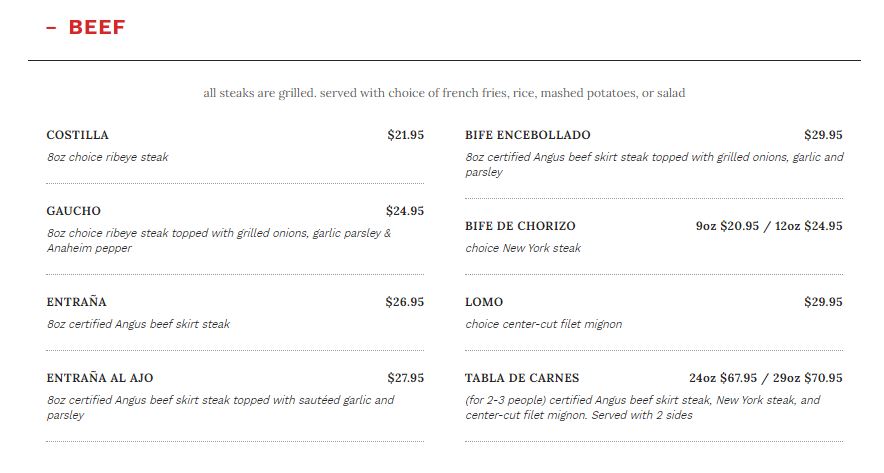 – BEEF
all steaks are grilled. served with choice of french fries, rice, mashed potatoes, or salad
COSTILLA $21.95
8oz choice ribeye steak
GAUCHO $24.95
8oz choice ribeye steak topped with grilled onions, garlic parsley &
Anaheim pepper
ENTRAÑA $26.95
8oz certified Angus beef skirt steak
ENTRAÑA AL AJO $27.95
8oz certified Angus beef skirt steak topped with sautéed garlic and
parsley
BIFE ENCEBOLLADO $29.95
8oz certified Angus beef skirt steak topped with grilled onions, garlic and
parsley
BIFE DE CHORIZO 9oz $20.95 / 12oz $24.95
choice New York steak
LOMO $29.95
choice center-cut filet mignon
TABLA DE CARNES 24oz $67.95 / 29oz $70.95
(for 2-3 people) certified Angus beef skirt steak, New York steak, and
center-cut filet mignon. Served with 2 sides